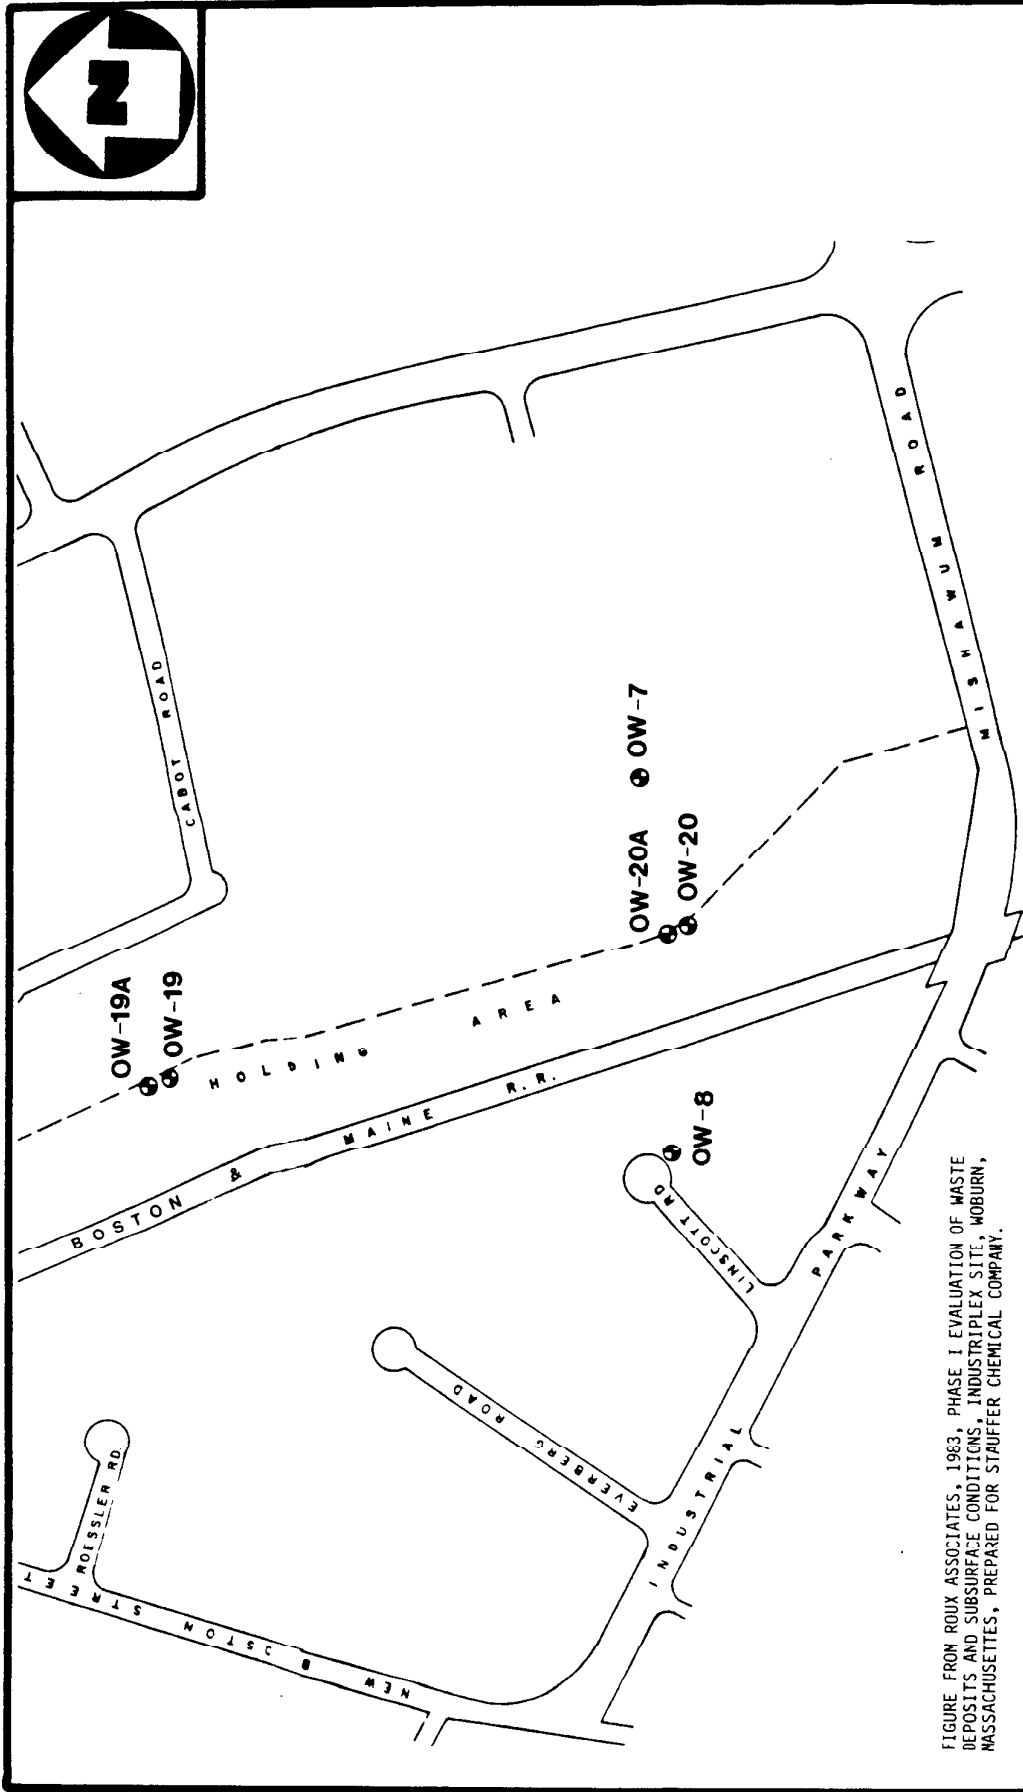 N
CABOT ROAD
OW-19A
OW-19
HOLDING AREA
OW-20A
OW-20
OW-7
BOSTON & MAINE R.R.
OW-8
MISHAWUM ROAD
LINSCOTT RD
EVERBERG ROAD
ROESSLER RD.
NEW BOSTON STREET
INDUSTRIAL PARKWAY
FIGURE FROM ROUX ASSOCIATES, 1983, PHASE I EVALUATION OF WASTE
DEPOSITS AND SUBSURFACE CONDITIONS, INDUSTRIPLEX SITE, WOBURN,
MASSACHUSETTES, PREPARED FOR STAUFFER CHEMICAL COMPANY.